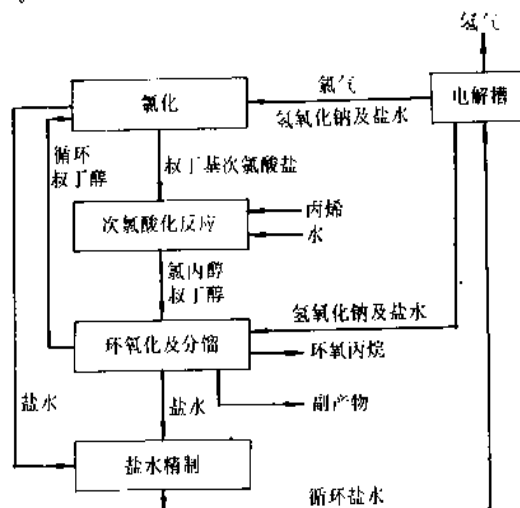 氢气
氯气
氯化
电解槽
氢氧化钠及盐水
循环
叔丁醇
叔丁基次氯酸盐
丙烯
次氯酸化反应
水
氯丙醇
叔丁醇
氢氧化钠及盐水
环氧化及分馏
环氧丙烷
盐水
盐水
副产物
盐水精制
循环盐水